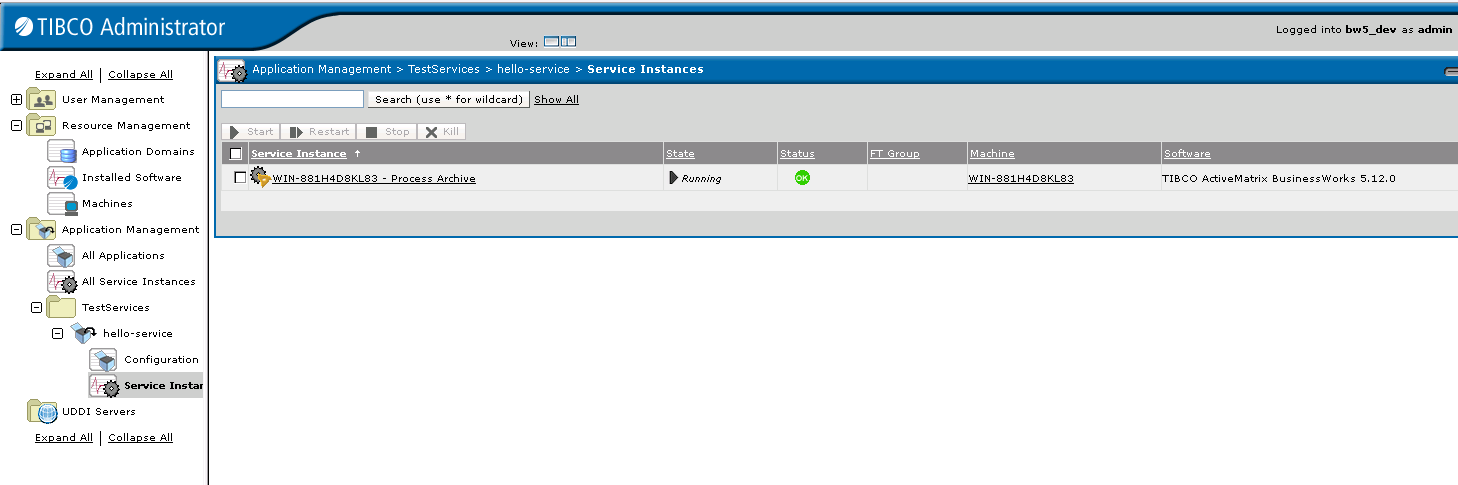 TIBCO Administrator
View:
Logged into bw5_dev as admin
Expand All | Collapse All
User Management
Resource Management
Application Domains
Installed Software
Machines
Application Management
All Applications
All Service Instances
TestServices
hello-service
Configuration
Service Instar
UDDI Servers
Expand All | Collapse All
Application Management > TestServices > hello-service > Service Instances
Search (use * for wildcard) Show All
Start Restart Stop Kill
Service Instance ↑ State Status FT Group Machine Software
WIN-881H4D8KL83 - Process Archive Running OK WIN-881H4D8KL83 TIBCO ActiveMatrix BusinessWorks 5.12.0